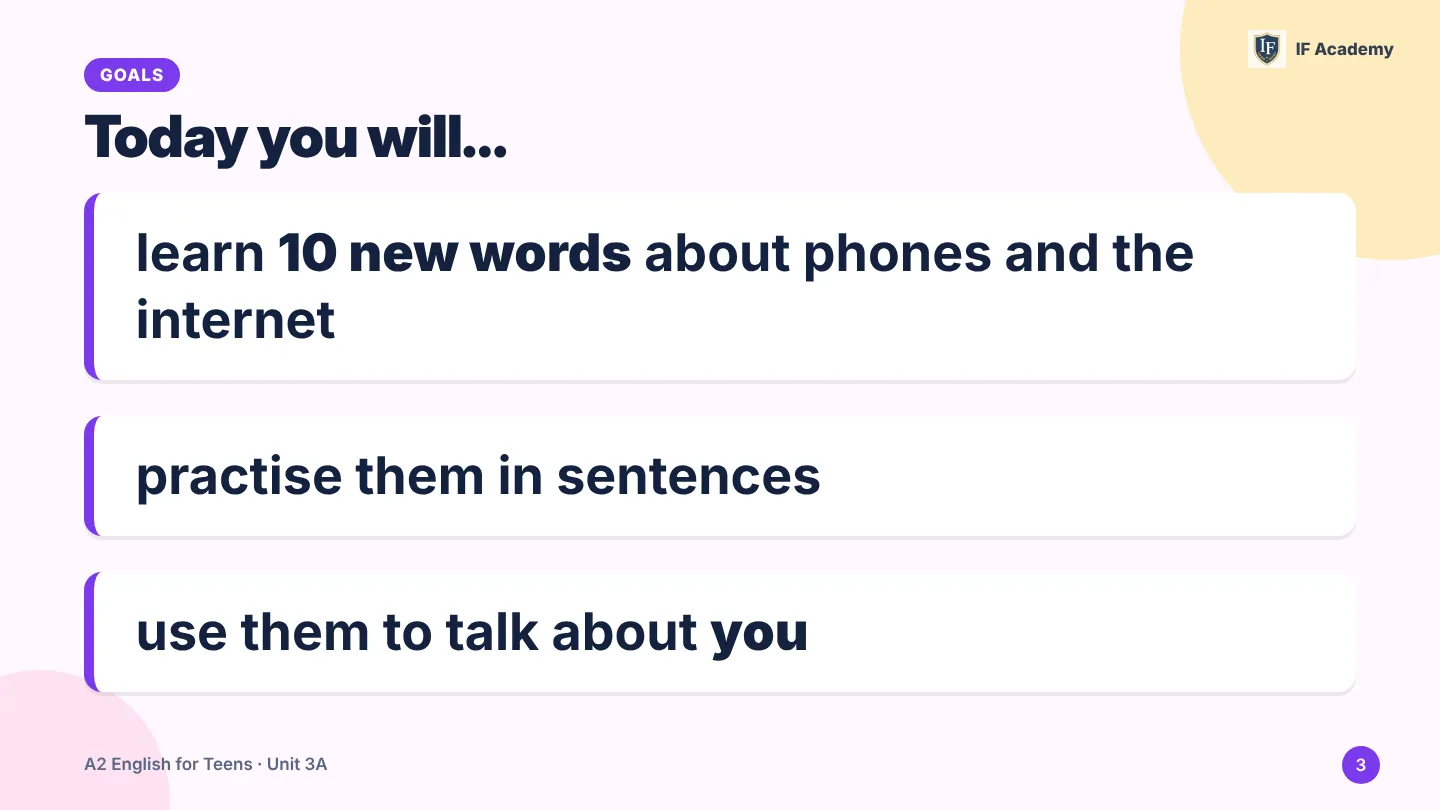 IF
IF Academy
GOALS
Today you will...
learn 10 new words about phones and the
internet
practise them in sentences
use them to talk about you
A2 English for Teens · Unit 3A
3